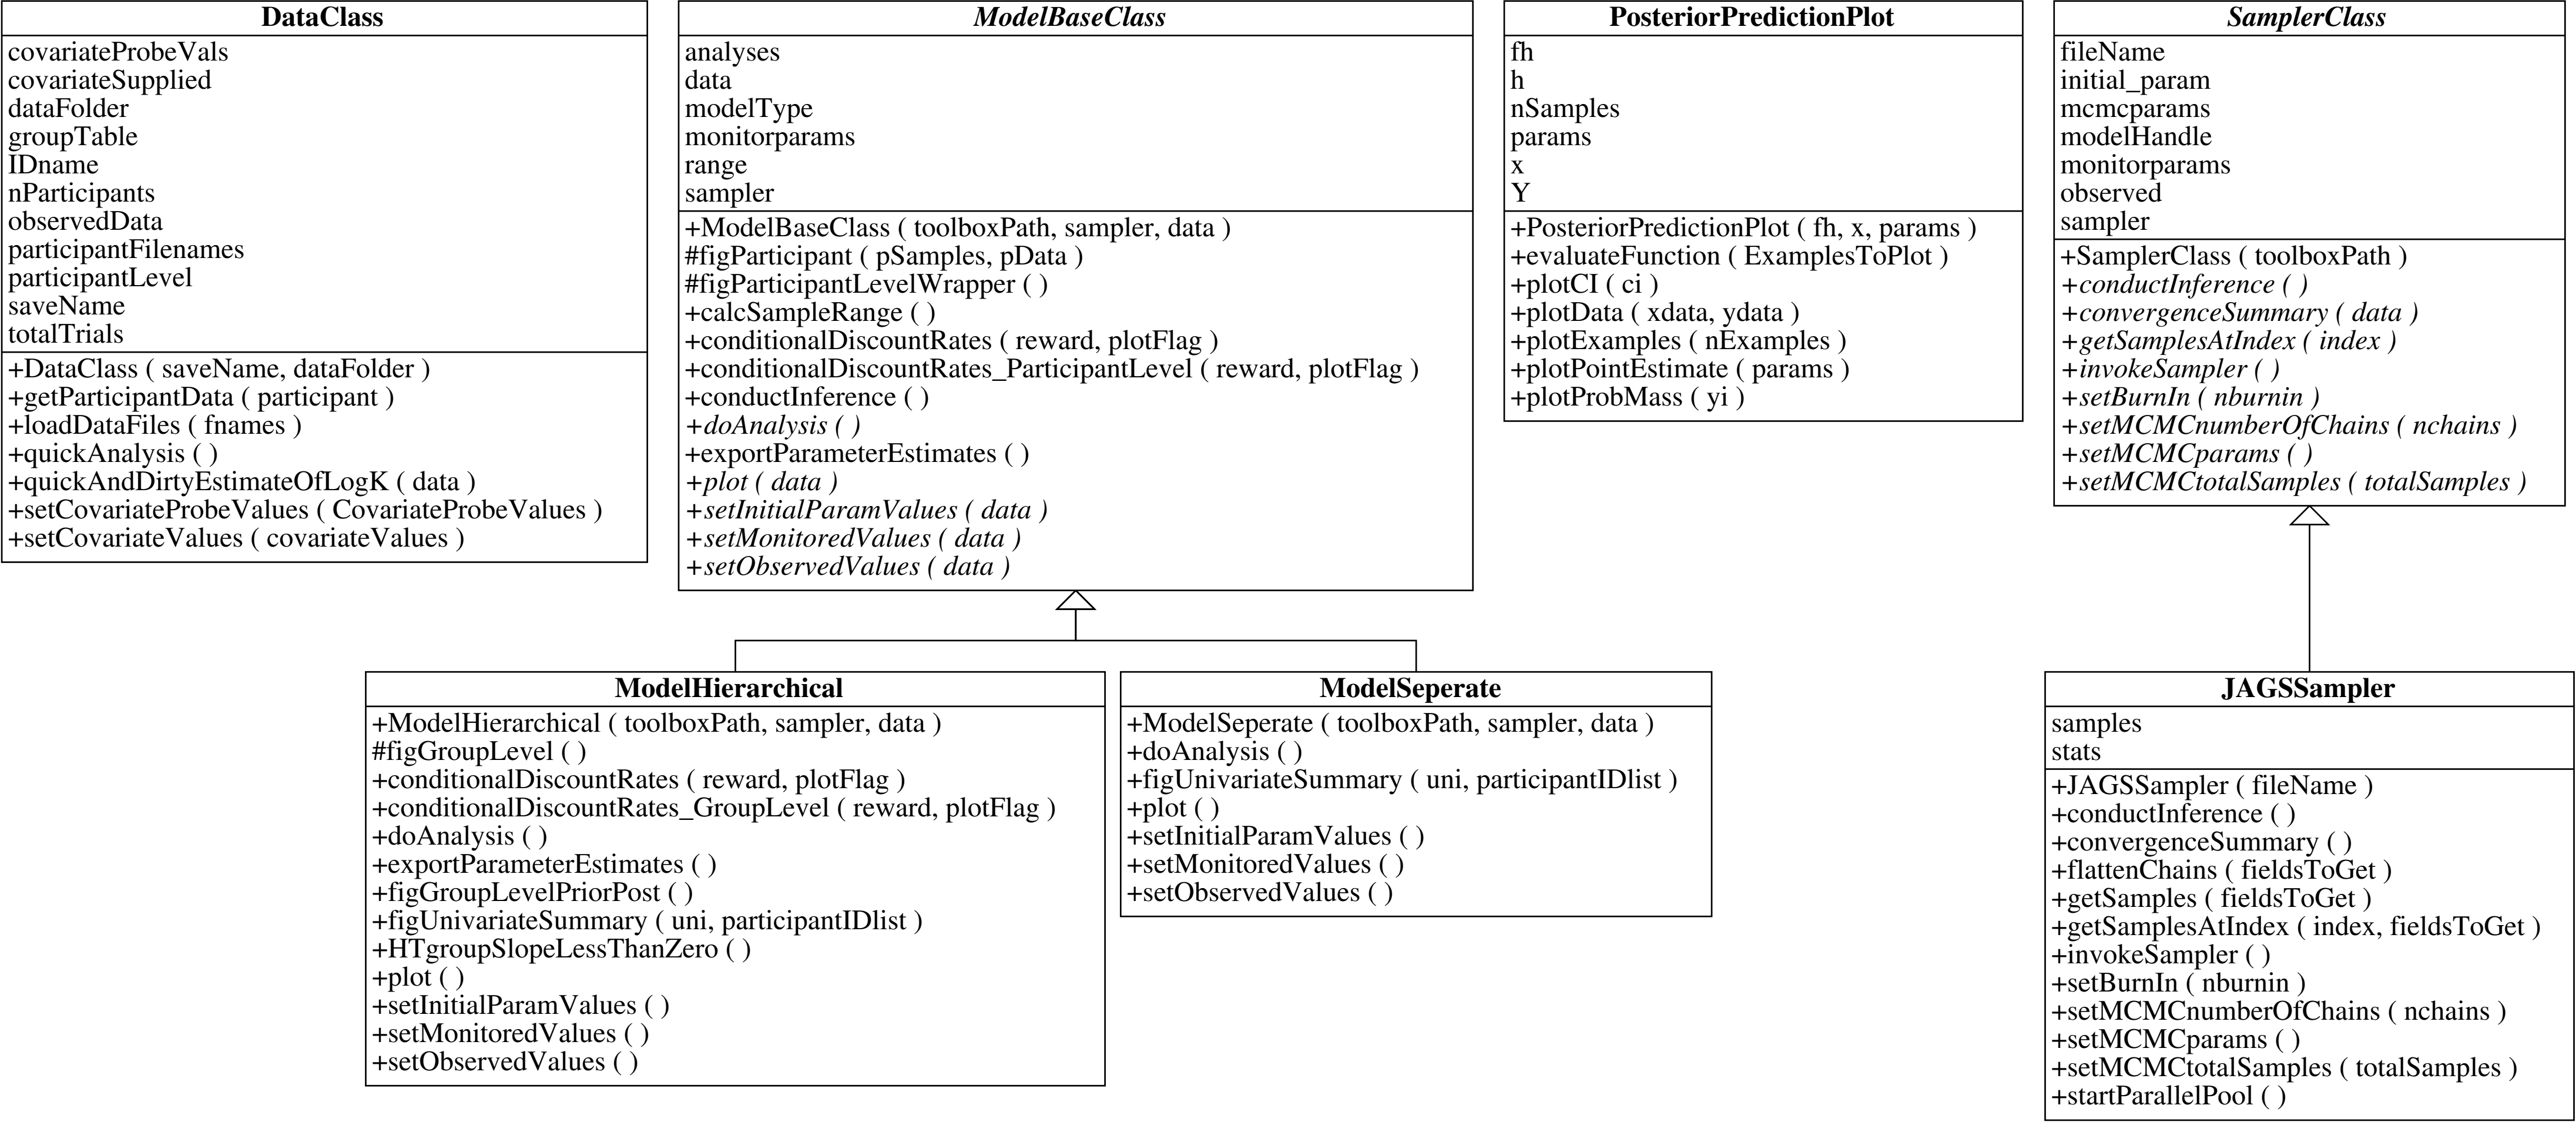 DataClass
covariateProbeVals
covariateSupplied
dataFolder
groupTable
IDname
nParticipants
observedData
participantFilenames
participantLevel
saveName
totalTrials
+DataClass ( saveName, dataFolder )
+getParticipantData ( participant )
+loadDataFiles ( fnames )
+quickAnalysis ( )
+quickAndDirtyEstimateOfLogK ( data )
+setCovariateProbeValues ( CovariateProbeValues )
+setCovariateValues ( covariateValues )
ModelBaseClass
analyses
data
modelType
monitorparams
range
sampler
+ModelBaseClass ( toolboxPath, sampler, data )
#figParticipant ( pSamples, pData )
#figParticipantLevelWrapper ( )
+calcSampleRange ( )
+conditionalDiscountRates ( reward, plotFlag )
+conditionalDiscountRates_ParticipantLevel ( reward, plotFlag )
+conductInference ( )
+doAnalysis ( )
+exportParameterEstimates ( )
+plot ( data )
+setInitialParamValues ( data )
+setMonitoredValues ( data )
+setObservedValues ( data )
PosteriorPredictionPlot
fh
h
nSamples
params
x
Y
+PosteriorPredictionPlot ( fh, x, params )
+evaluateFunction ( ExamplesToPlot )
+plotCI ( ci )
+plotData ( xdata, ydata )
+plotExamples ( nExamples )
+plotPointEstimate ( params )
+plotProbMass ( yi )
SamplerClass
fileName
initial_param
mcmcparams
modelHandle
monitorparams
observed
sampler
+SamplerClass ( toolboxPath )
+conductInference ( )
+convergenceSummary ( data )
+getSamplesAtIndex ( index )
+invokeSampler ( )
+setBurnIn ( nburnin )
+setMCMCnumberOfChains ( nchains )
+setMCMCparams ( )
+setMCMCtotalSamples ( totalSamples )
ModelHierarchical
+ModelHierarchical ( toolboxPath, sampler, data )
#figGroupLevel ( )
+conditionalDiscountRates ( reward, plotFlag )
+conditionalDiscountRates_GroupLevel ( reward, plotFlag )
+doAnalysis ( )
+exportParameterEstimates ( )
+figGroupLevelPriorPost ( )
+figUnivariateSummary ( uni, participantIDlist )
+HTgroupSlopeLessThanZero ( )
+plot ( )
+setInitialParamValues ( )
+setMonitoredValues ( )
+setObservedValues ( )
ModelSeperate
+ModelSeperate ( toolboxPath, sampler, data )
+doAnalysis ( )
+figUnivariateSummary ( uni, participantIDlist )
+plot ( )
+setInitialParamValues ( )
+setMonitoredValues ( )
+setObservedValues ( )
JAGSSampler
samples
stats
+JAGSSampler ( fileName )
+conductInference ( )
+convergenceSummary ( )
+flattenChains ( fieldsToGet )
+getSamples ( fieldsToGet )
+getSamplesAtIndex ( index, fieldsToGet )
+invokeSampler ( )
+setBurnIn ( nburnin )
+setMCMCnumberOfChains ( nchains )
+setMCMCparams ( )
+setMCMCtotalSamples ( totalSamples )
+startParallelPool ( )